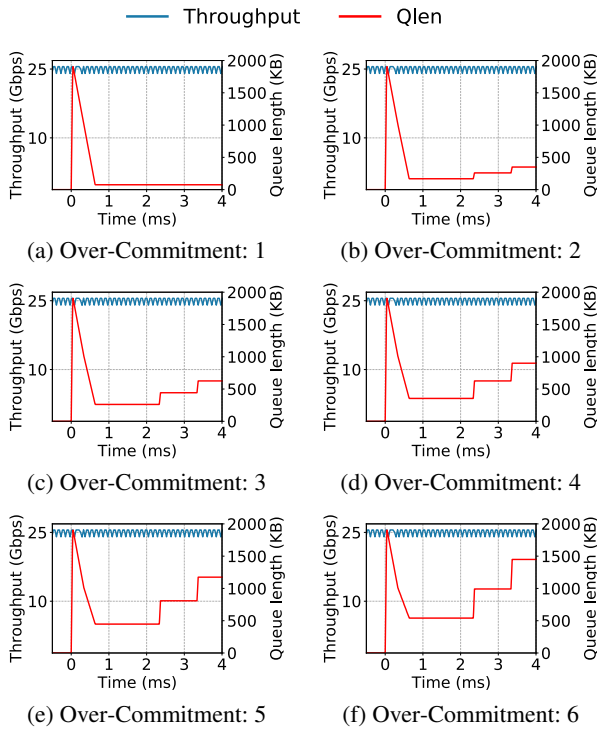 Throughput Qlen
Throughput (Gbps)
25
10
2000
1500
1000
500
0
Queue length (KB)
0 1 2 3 4
Time (ms)
(a) Over-Commitment: 1
Throughput (Gbps)
25
10
2000
1500
1000
500
0
Queue length (KB)
0 1 2 3 4
Time (ms)
(b) Over-Commitment: 2
Throughput (Gbps)
25
10
2000
1500
1000
500
0
Queue length (KB)
0 1 2 3 4
Time (ms)
(c) Over-Commitment: 3
Throughput (Gbps)
25
10
2000
1500
1000
500
0
Queue length (KB)
0 1 2 3 4
Time (ms)
(d) Over-Commitment: 4
Throughput (Gbps)
25
10
2000
1500
1000
500
0
Queue length (KB)
0 1 2 3 4
Time (ms)
(e) Over-Commitment: 5
Throughput (Gbps)
25
10
2000
1500
1000
500
0
Queue length (KB)
0 1 2 3 4
Time (ms)
(f) Over-Commitment: 6